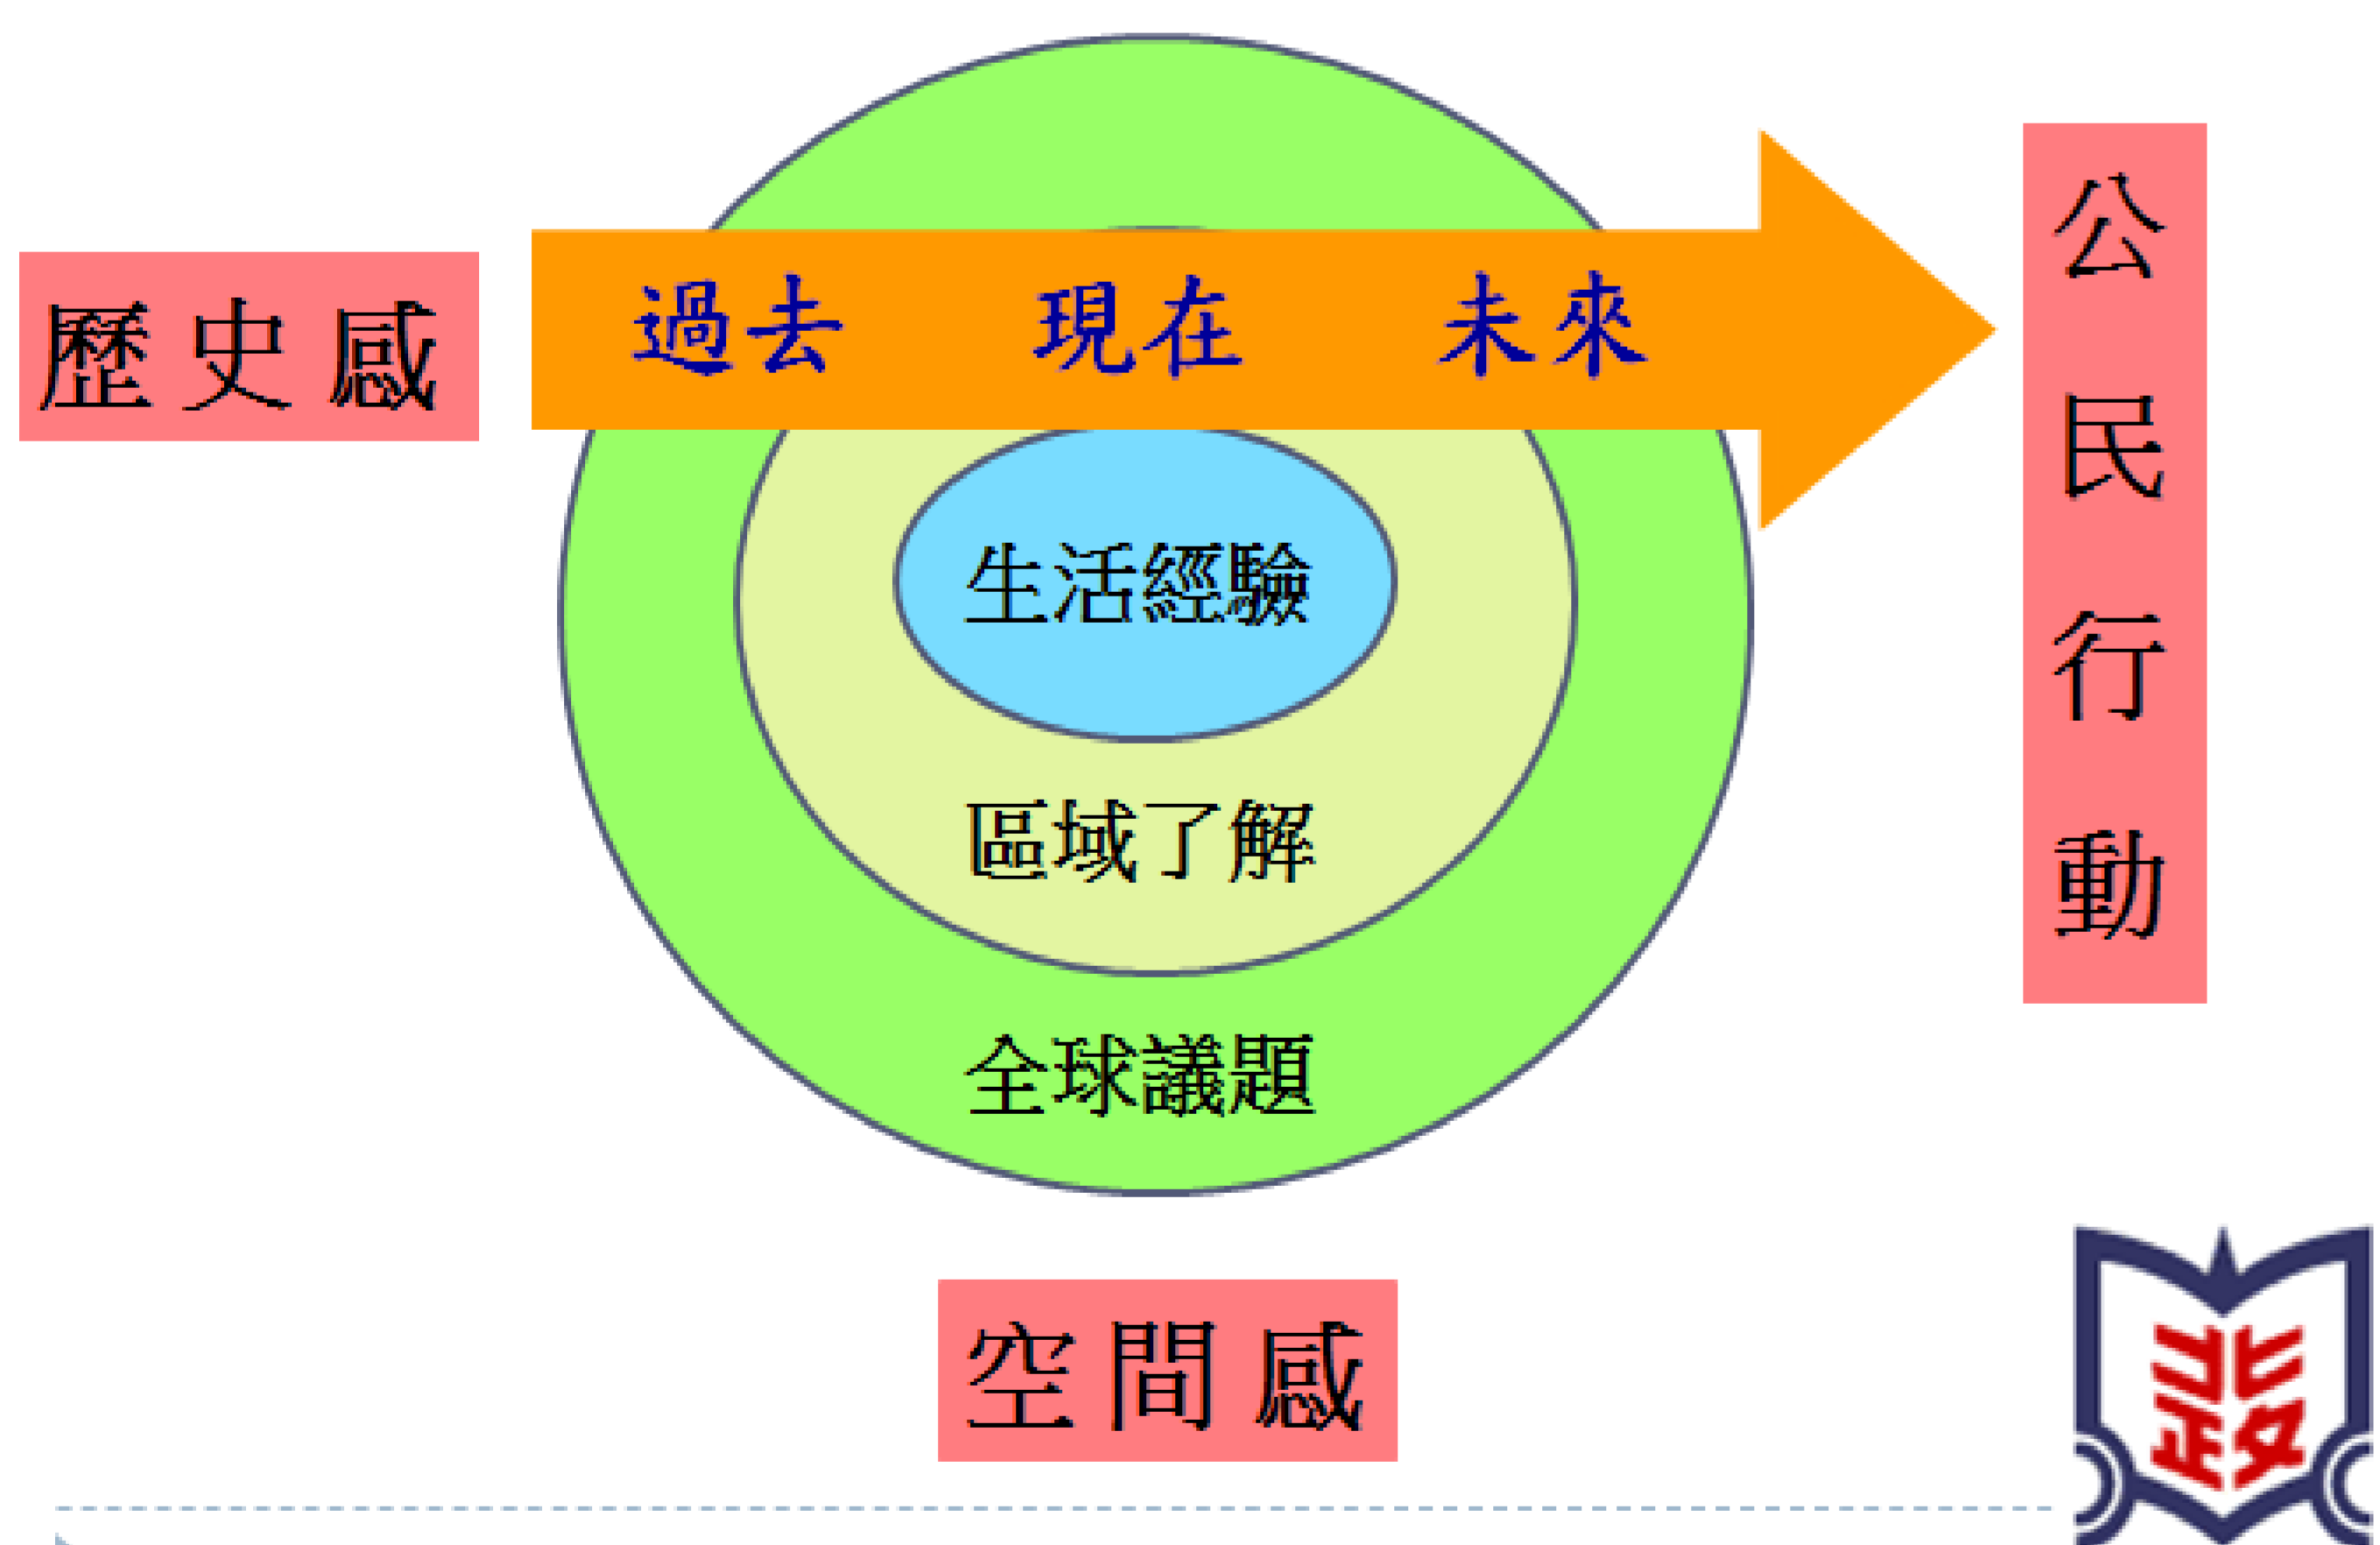 歷史感
過去 現在 未來
公民行動
生活經驗
區域了解
全球議題
空間感